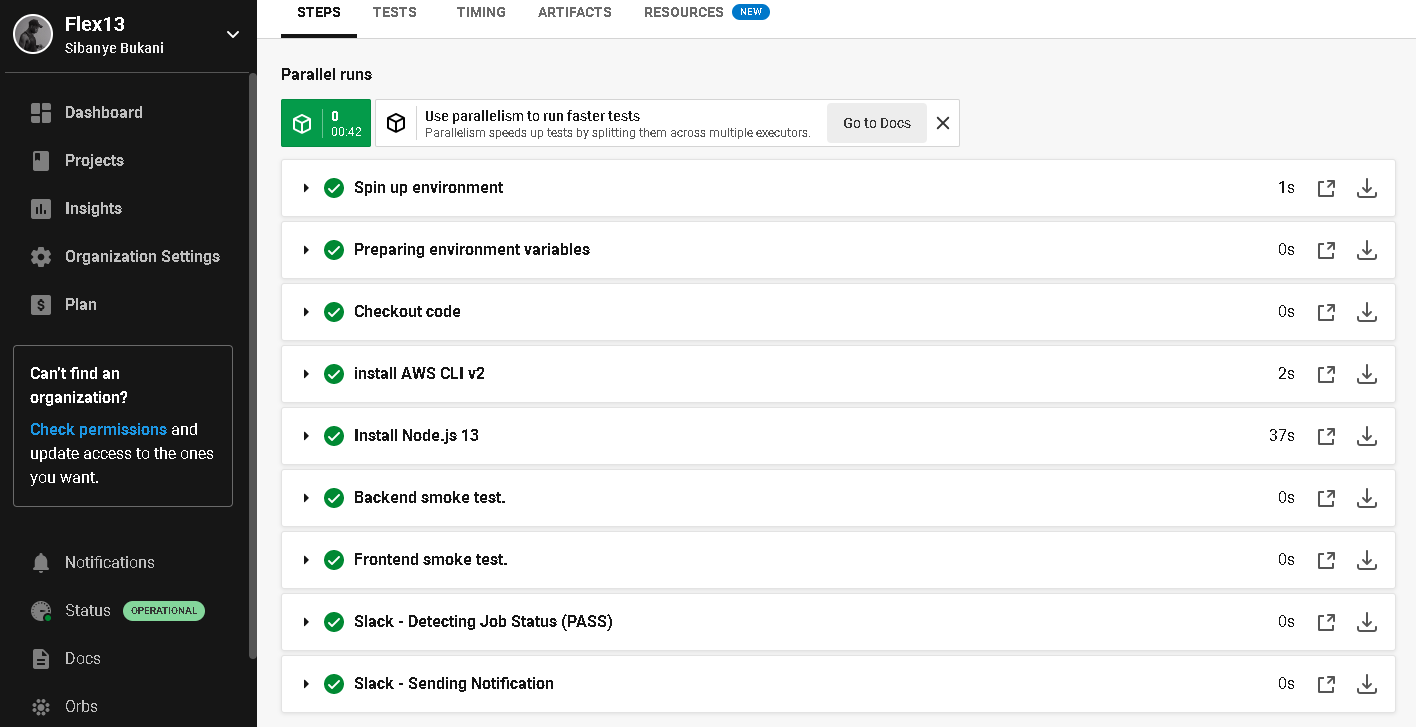 Flex13
Sibanye Bukani
Dashboard
Projects
Insights
Organization Settings
Plan
Can't find an
organization?
Check permissions and
update access to the ones
you want.
Notifications
Status OPERATIONAL
Docs
Orbs
STEPS TESTS TIMING ARTIFACTS RESOURCES NEW
Parallel runs
0
00:42
Use parallelism to run faster tests
Parallelism speeds up tests by splitting them across multiple executors.
Go to Docs
Spin up environment 1s
Preparing environment variables 0s
Checkout code 0s
install AWS CLI v2 2s
Install Node.js 13 37s
Backend smoke test. 0s
Frontend smoke test. 0s
Slack - Detecting Job Status (PASS) 0s
Slack - Sending Notification 0s